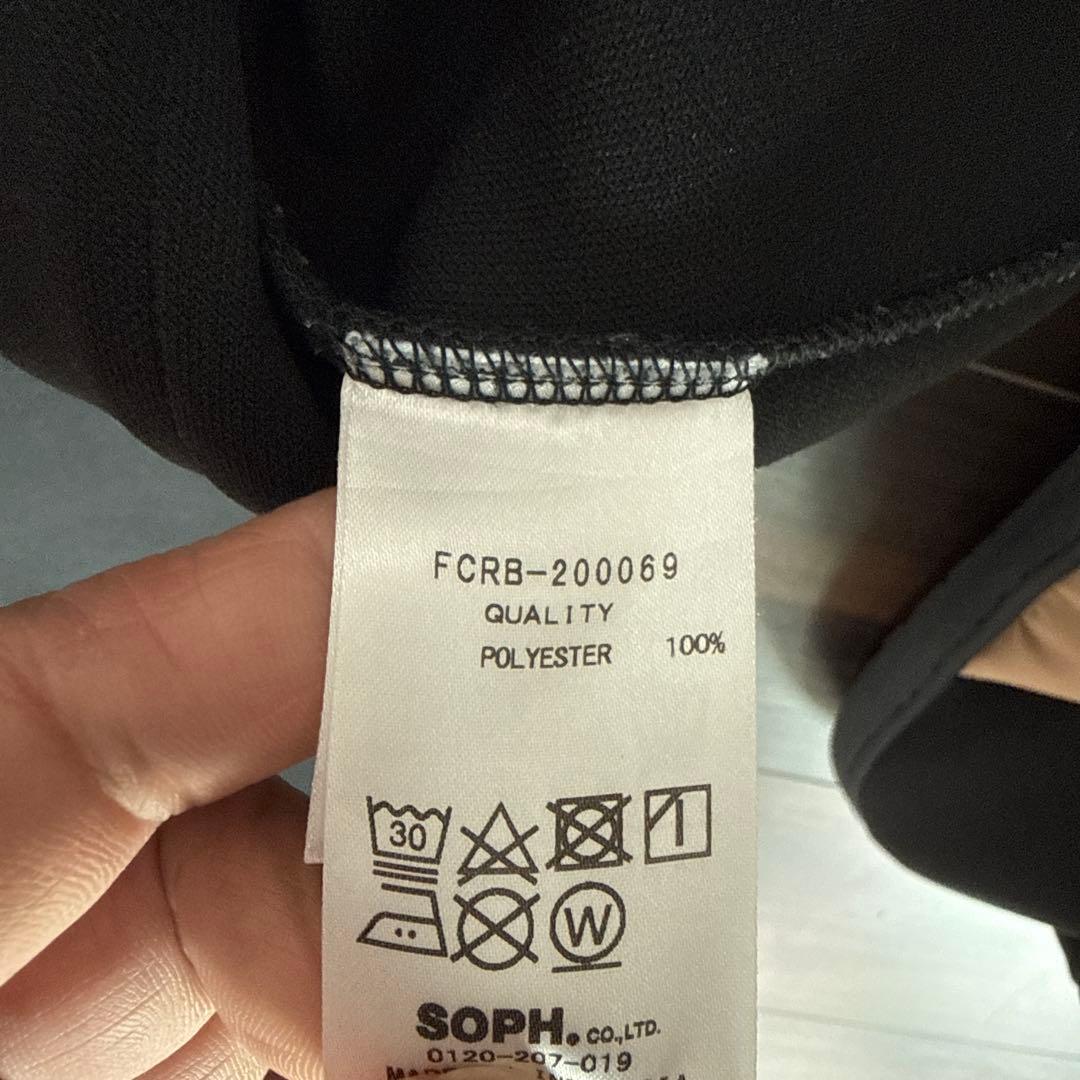 FCRB-200069
QUALITY
POLYESTER 100%
30
W
SOPH. CO.,LTD.
0120-207-019